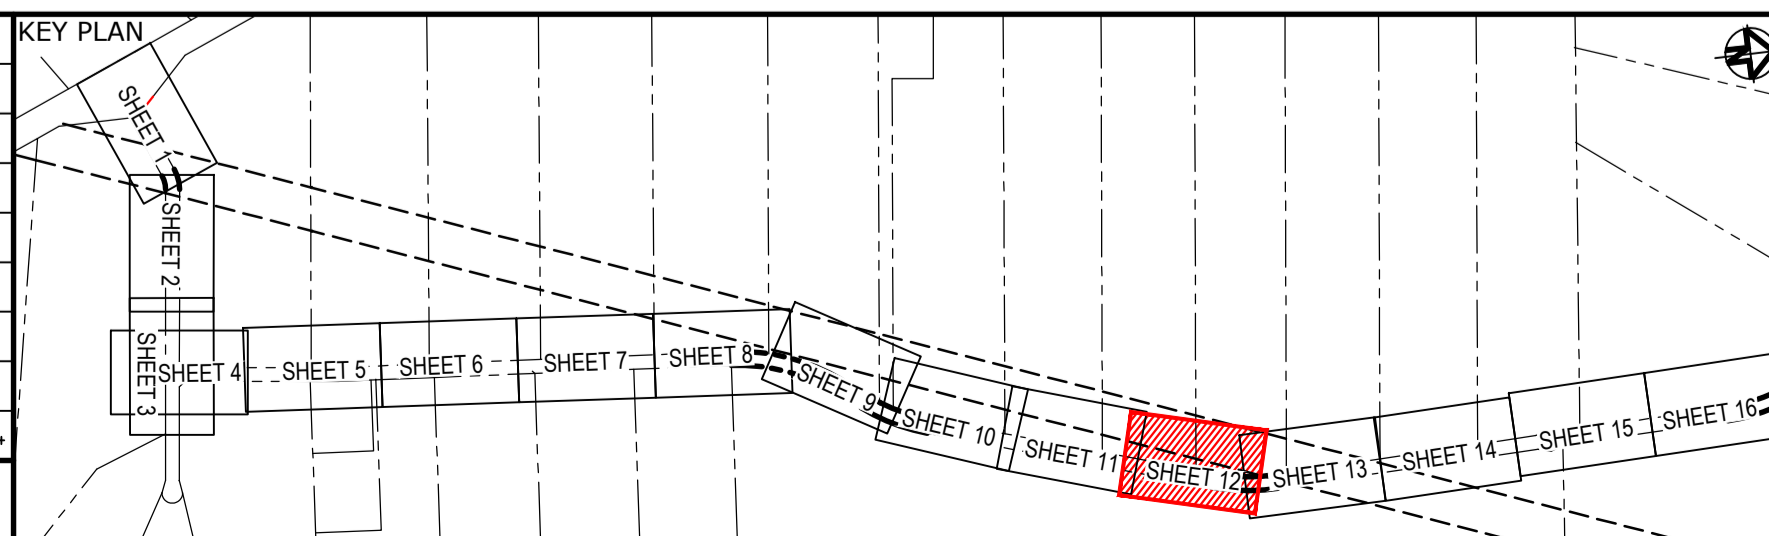 KEY PLAN
N
SHEET 1
SHEET 2
SHEET 3
SHEET 4
SHEET 5
SHEET 6
SHEET 7
SHEET 8
SHEET 9
SHEET 10
SHEET 11
SHEET 12
SHEET 13
SHEET 14
SHEET 15
SHEET 16